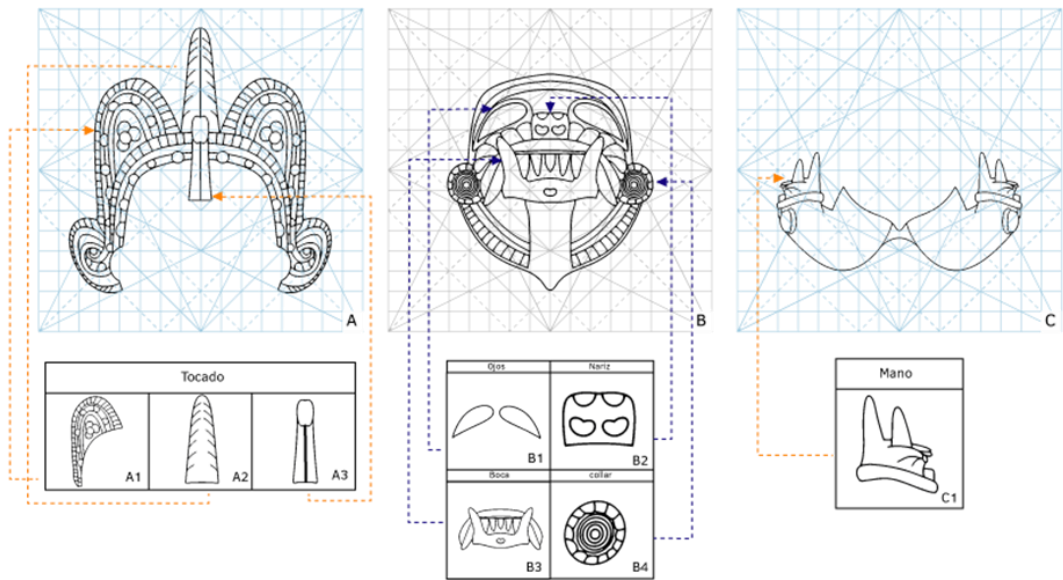 A
B
C
Tocado
A1
A2
A3
Ojos
Nariz
B1
B2
Boca
collar
B3
B4
Mano
C1